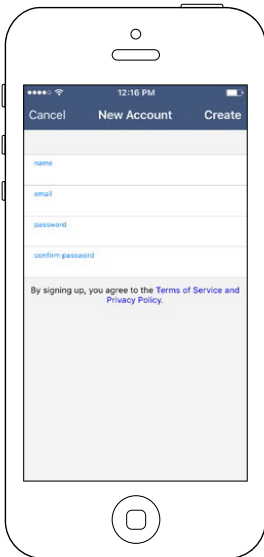 12:16 PM
Cancel New Account Create
name
email
password
confirm password
By signing up, you agree to the Terms of Service and
Privacy Policy.